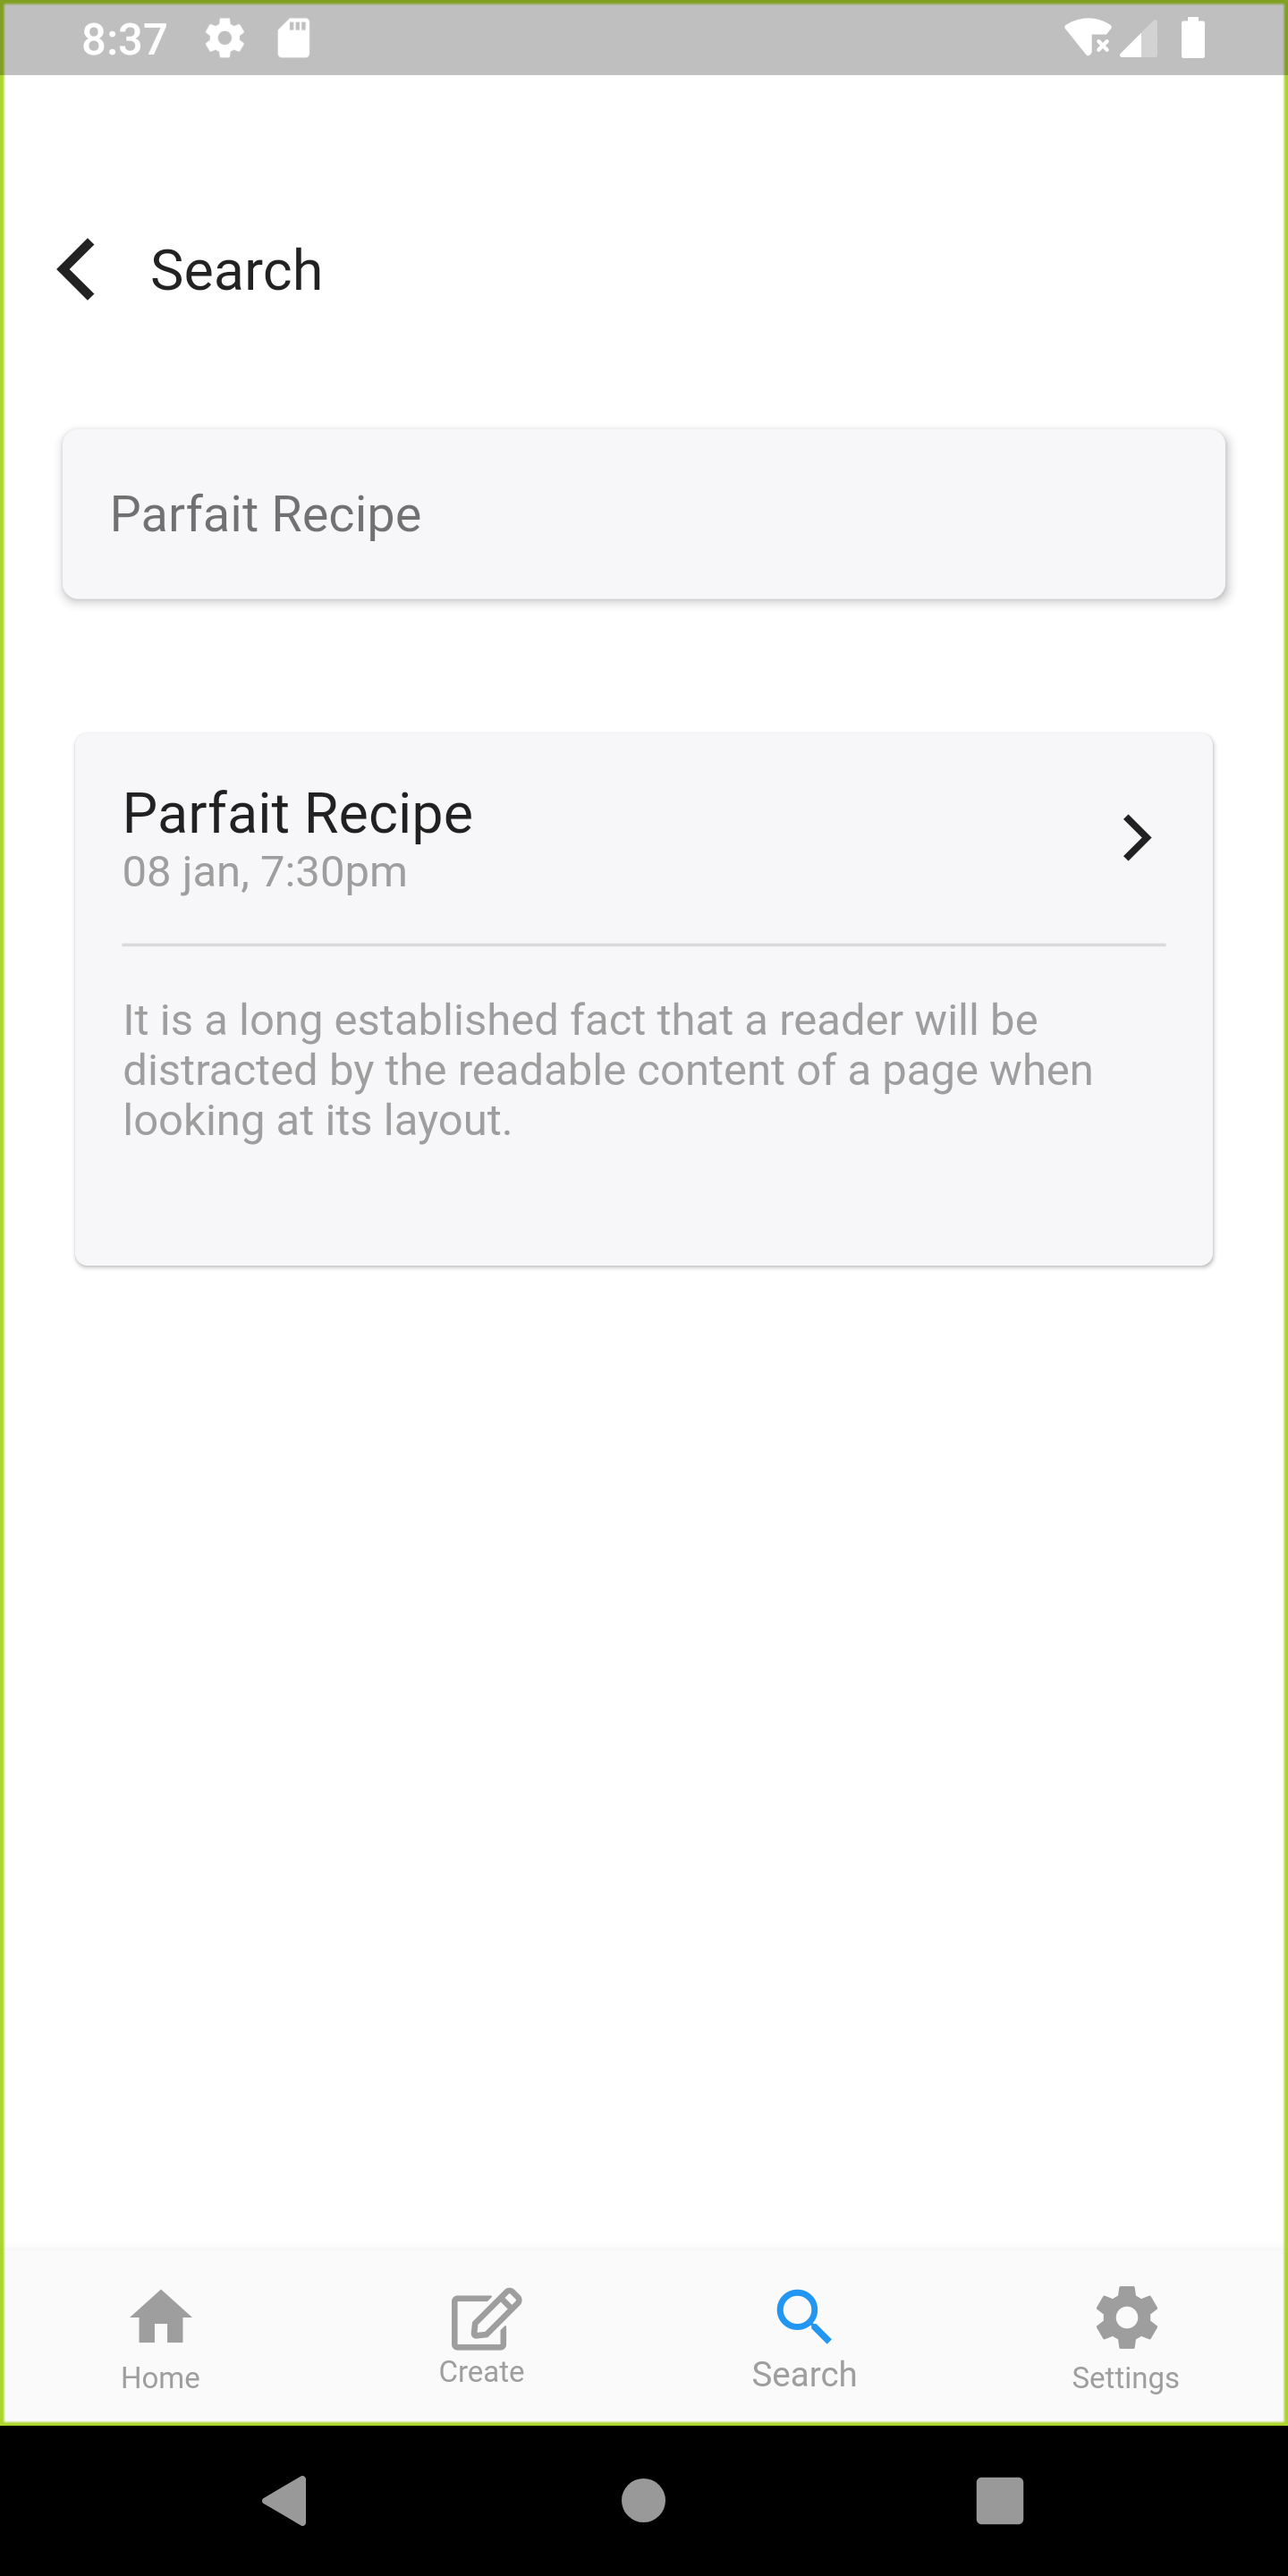 8:37
Search
Parfait Recipe
Parfait Recipe
08 jan, 7:30pm
It is a long established fact that a reader will be
distracted by the readable content of a page when
looking at its layout.
Home
Create
Search
Settings